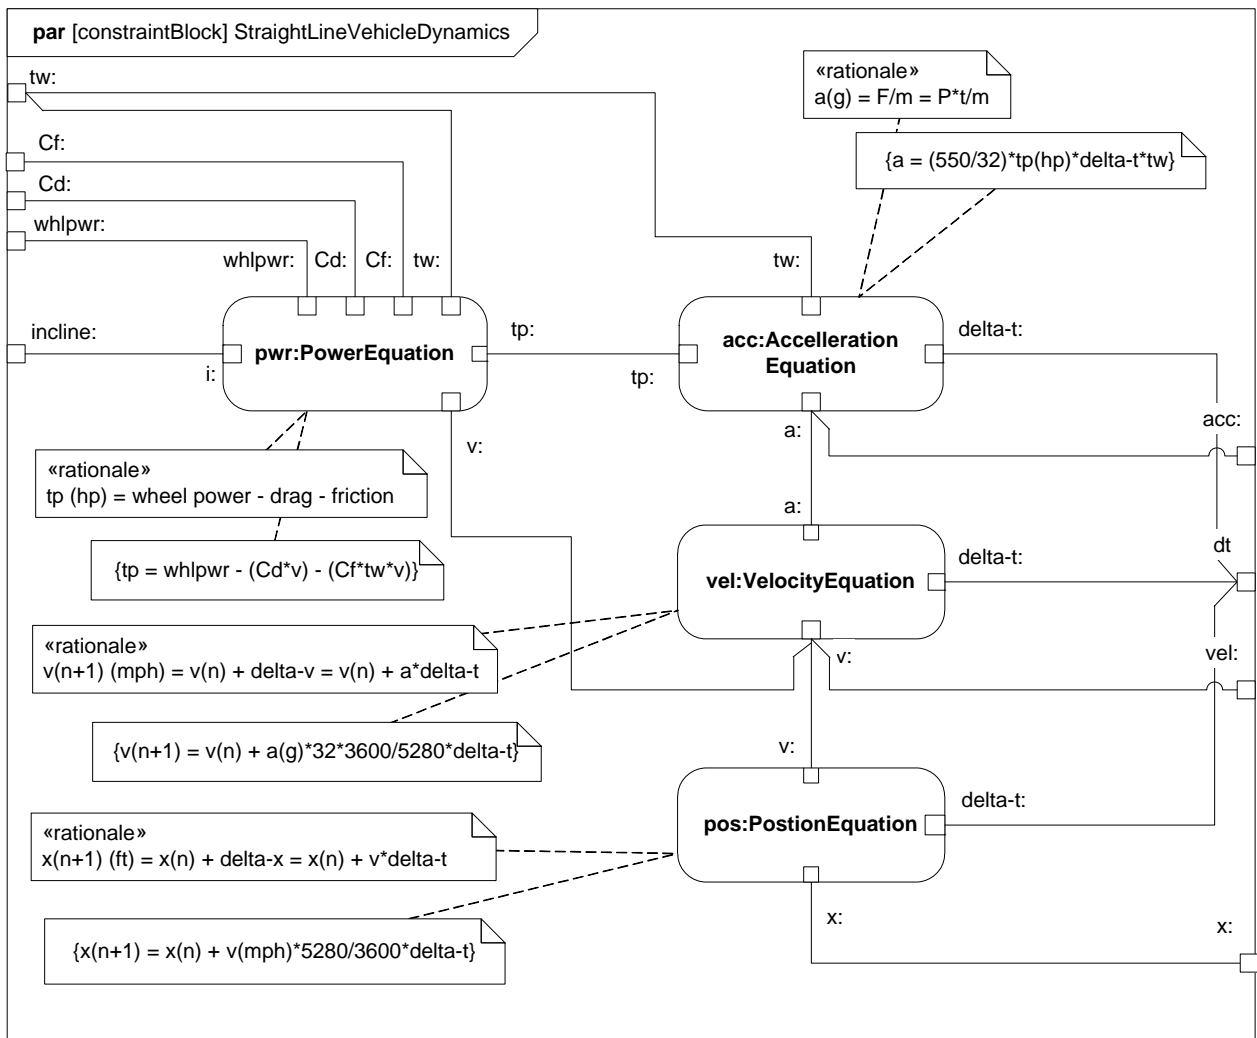 par [constraintBlock] StraightLineVehicleDynamics
tw:
«rationale»
a(g) = F/m = P*t/m
Cf:
{a = (550/32)*tp(hp)*delta-t*tw}
Cd:
whlpwr:
whlpwr: Cd: Cf: tw:
tw:
incline:
tp:
delta-t:
pwr:PowerEquation
acc:Accelleration
Equation
i:
tp:
acc:
a:
v:
«rationale»
tp (hp) = wheel power - drag - friction
a:
dt
{tp = whlpwr - (Cd*v) - (Cf*tw*v)}
delta-t:
vel:VelocityEquation
«rationale»
v(n+1) (mph) = v(n) + delta-v = v(n) + a*delta-t
v:
vel:
{v(n+1) = v(n) + a(g)*32*3600/5280*delta-t}
v:
delta-t:
«rationale»
x(n+1) (ft) = x(n) + delta-x = x(n) + v*delta-t
pos:PostionEquation
x:
x:
{x(n+1) = x(n) + v(mph)*5280/3600*delta-t}